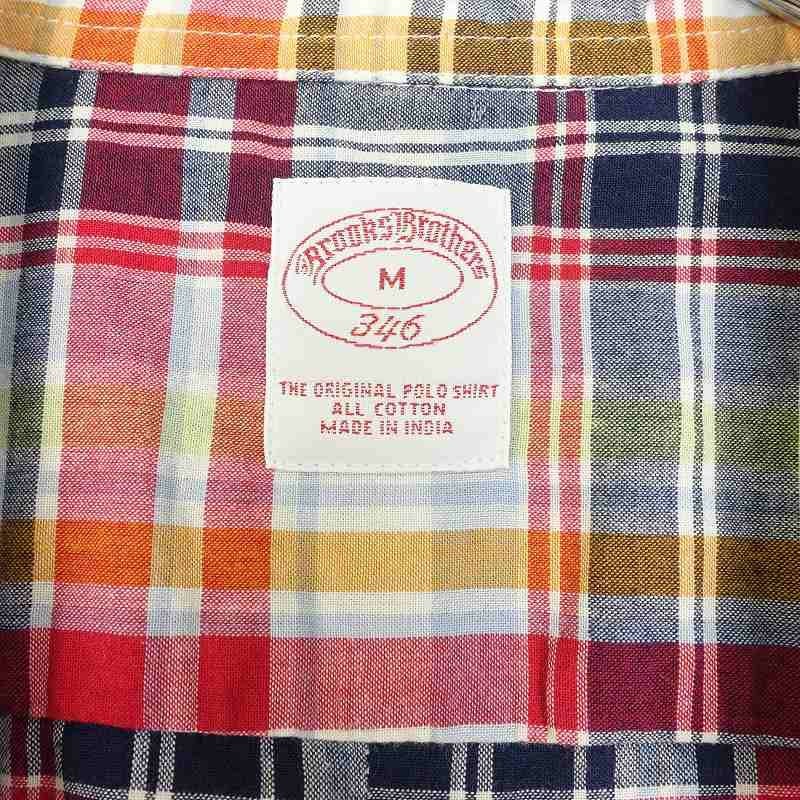 Brooks Brothers
M
346
THE ORIGINAL POLO SHIRT
ALL COTTON
MADE IN INDIA